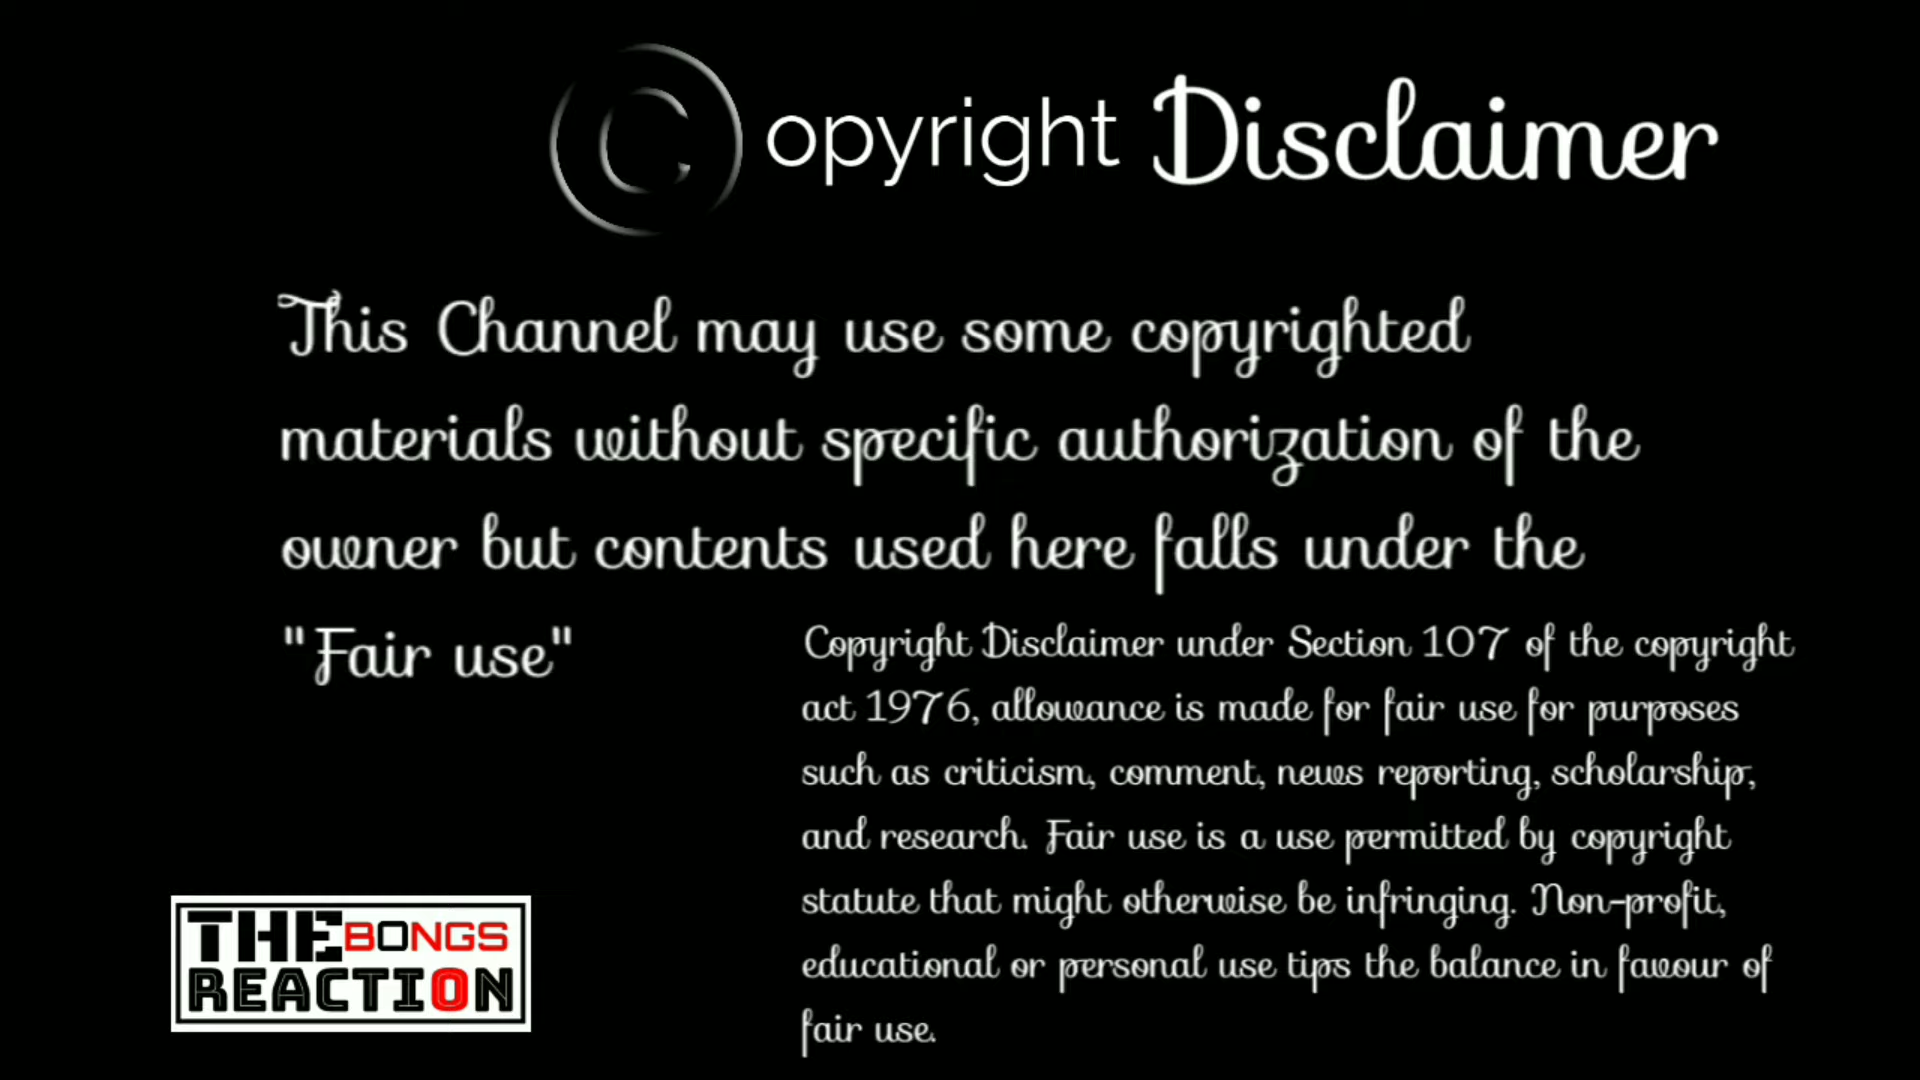 ©opyright Disclaimer
This Channel may use some copyrighted
materials without specific authorization of the
owner but contents used here falls under the
"Fair use"
Copyright Disclaimer under Section 107 of the copyright
act 1976, allowance is made for fair use for purposes
such as criticism, comment, news reporting, scholarship,
and research. Fair use is a use permitted by copyright
statute that might otherwise be infringing. Non-profit,
educational or personal use tips the balance in favour of
fair use.
THE BONGS
REACTION